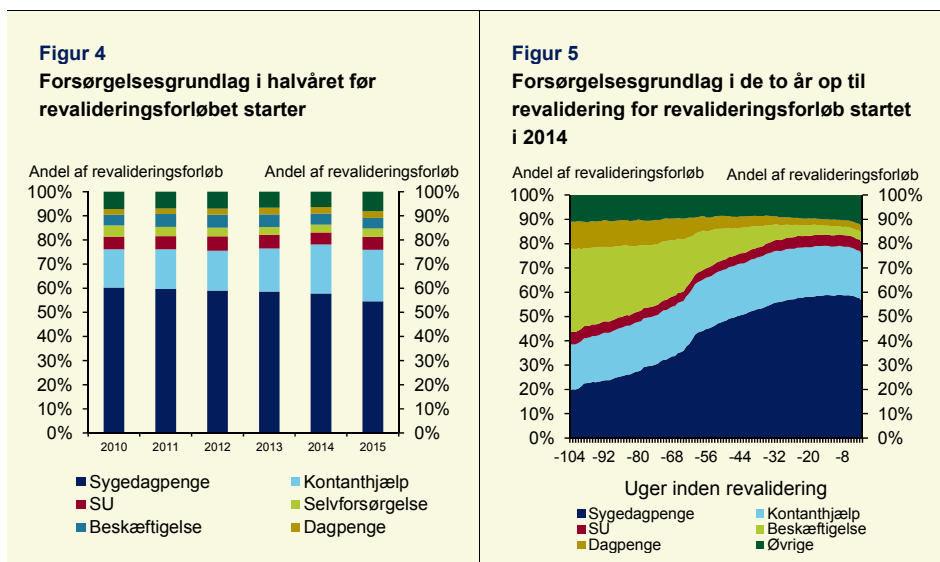 Figur 4
Forsørgelsesgrundlag i halvåret før
revalideringsforløbet starter
Andel af revalideringsforløb
Andel af revalideringsforløb
100% 100%
90% 90%
80% 80%
70% 70%
60% 60%
50% 50%
40% 40%
30% 30%
20% 20%
10% 10%
0% 0%
2010 2011 2012 2013 2014 2015
Sygedagpenge Kontanthjælp
SU Selvforsørgelse
Beskæftigelse Dagpenge
Figur 5
Forsørgelsesgrundlag i de to år op til
revalidering for revalideringsforløb startet
i 2014
Andel af revalideringsforløb
Andel af revalideringsforløb
100% 100%
90% 90%
80% 80%
70% 70%
60% 60%
50% 50%
40% 40%
30% 30%
20% 20%
10% 10%
0% 0%
-104 -92 -80 -68 -56 -44 -32 -20 -8
Uger inden revalidering
Sygedagpenge Kontanthjælp
SU Beskæftigelse
Dagpenge Øvrige